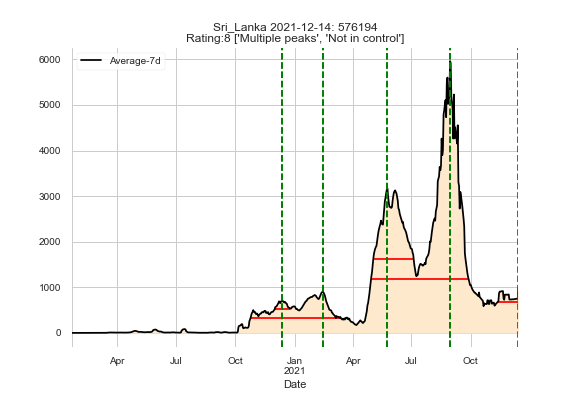 Sri_Lanka 2021-12-14: 576194
Rating:8 ['Multiple peaks', 'Not in control']
Average-7d
6000
5000
4000
3000
2000
1000
0
Apr Jul Oct Jan Apr Jul Oct
2021
Date